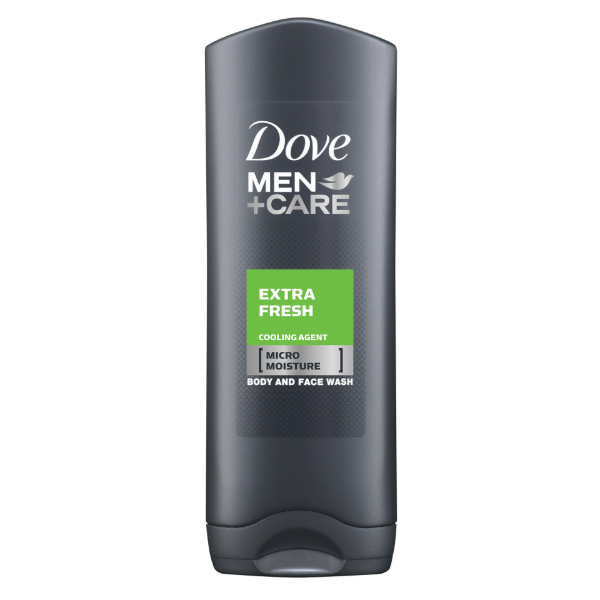 Dove
MEN
+CARE
EXTRA
FRESH
COOLING AGENT
[MICRO
MOISTURE]
BODY AND FACE WASH